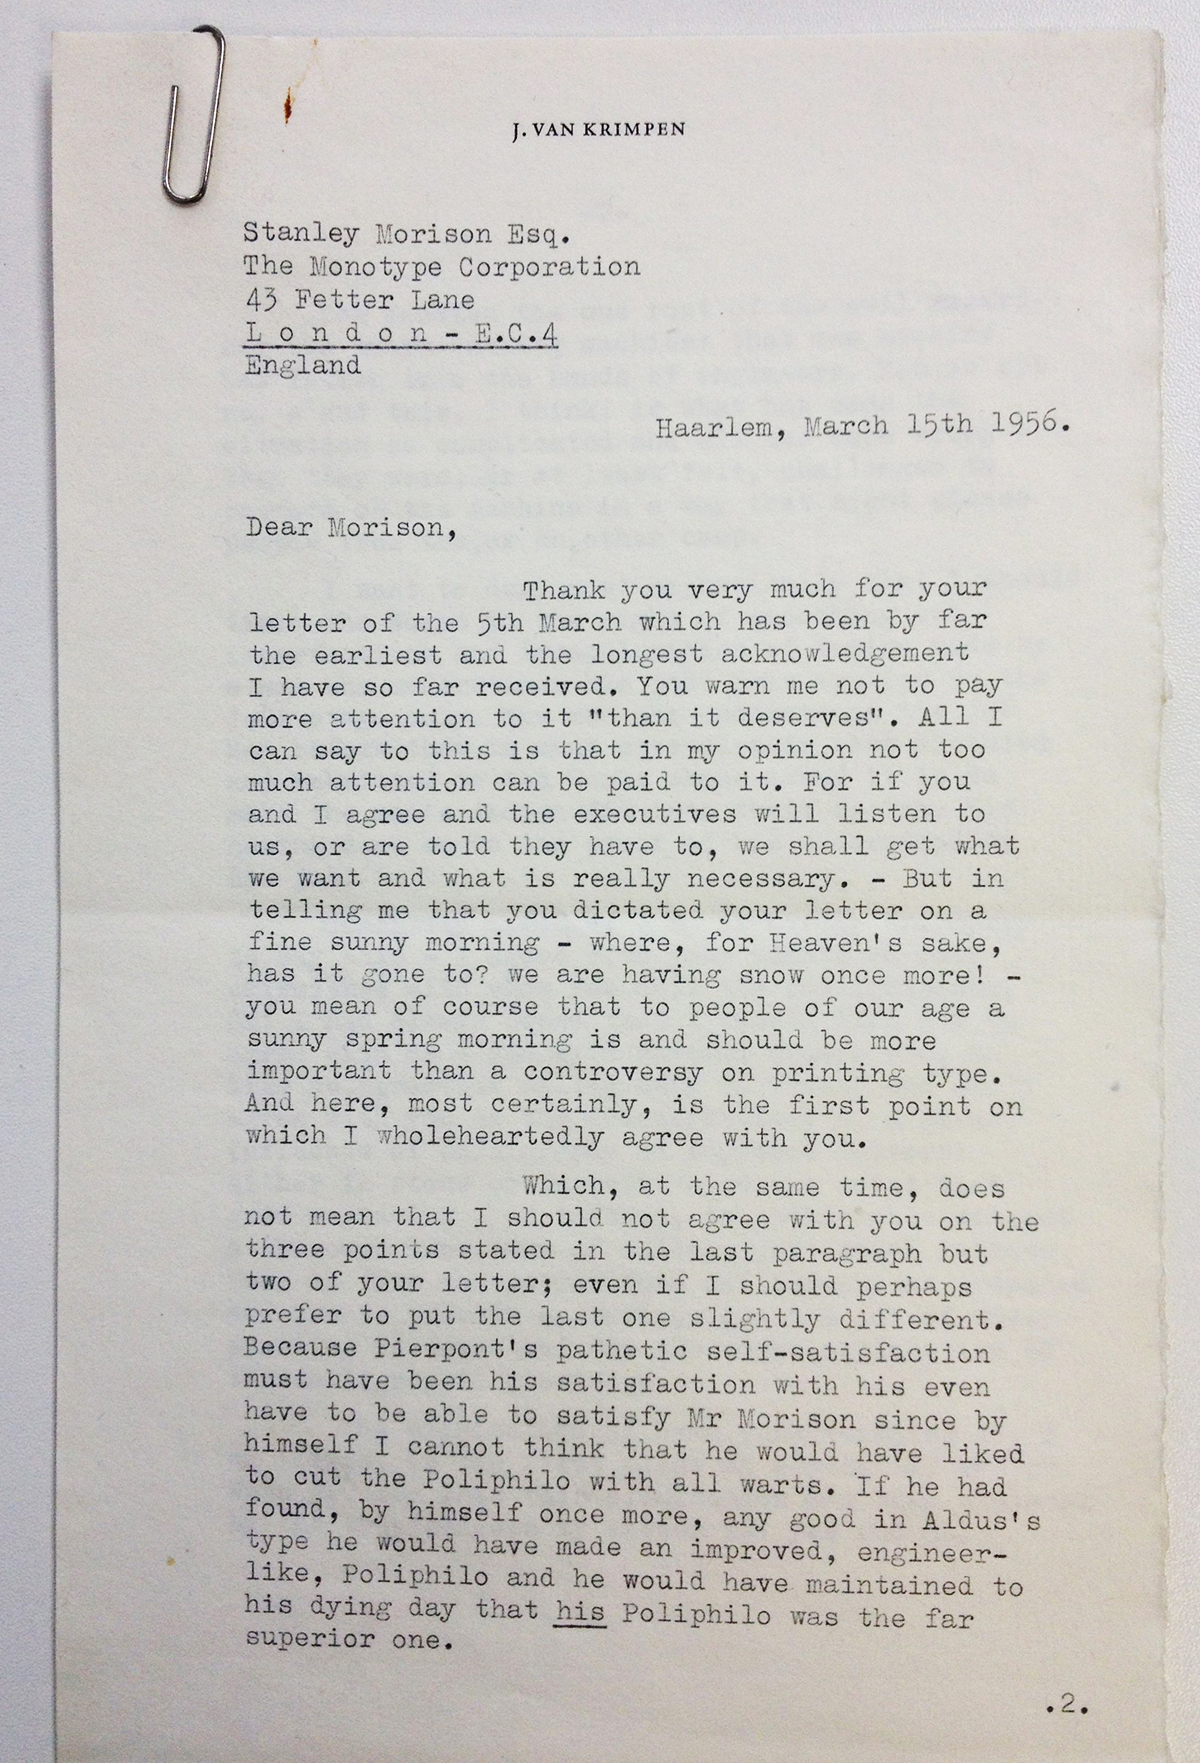 J. VAN KRIMPEN
Stanley Morison Esq.
The Monotype Corporation
43 Fetter Lane
L o n d o n - E.C.4
England
Haarlem, March 15th 1956.
Dear Morison,
Thank you very much for your
letter of the 5th March which has been by far
the earliest and the longest acknowledgement
I have so far received. You warn me not to pay
more attention to it "than it deserves". All I
can say to this is that in my opinion not too
much attention can be paid to it. For if you
and I agree and the executives will listen to
us, or are told they have to, we shall get what
we want and what is really necessary. - But in
telling me that you dictated your letter on a
fine sunny morning - where, for Heaven's sake,
has it gone to? we are having snow once more! -
you mean of course that to people of our age a
sunny spring morning is and should be more
important than a controversy on printing type.
And here, most certainly, is the first point on
which I wholeheartedly agree with you.
Which, at the same time, does
not mean that I should not agree with you on the
three points stated in the last paragraph but
two of your letter; even if I should perhaps
prefer to put the last one slightly different.
Because Pierpont's pathetic self-satisfaction
must have been his satisfaction with his even
have to be able to satisfy Mr Morison since by
himself I cannot think that he would have liked
to cut the Poliphilo with all warts. If he had
found, by himself once more, any good in Aldus's
type he would have made an improved, engineer-
like, Poliphilo and he would have maintained to
his dying day that his Poliphilo was the far
superior one.
.2.